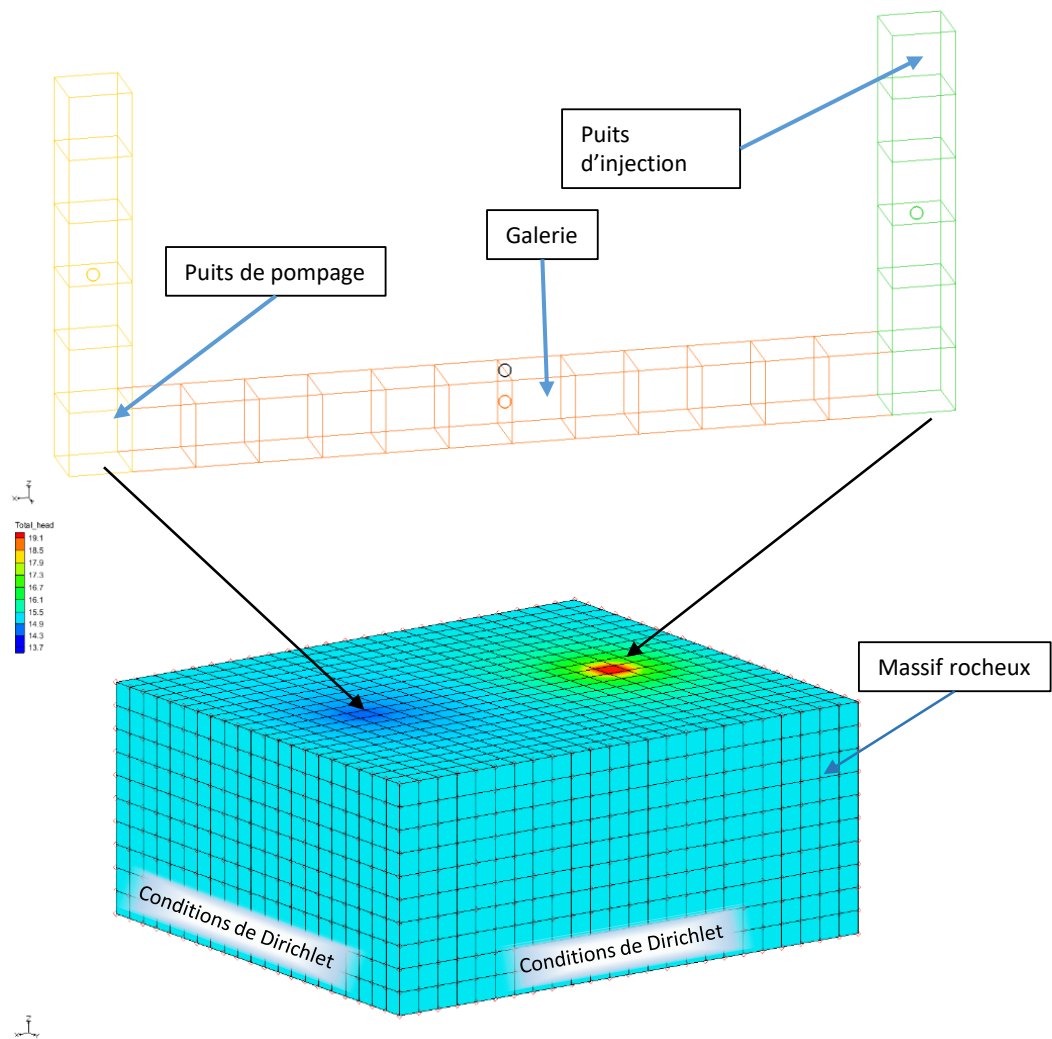 Puits
d'injection
Galerie
Puits de pompage
Z
X
Total_head
19.1
18.5
17.9
17.3
16.7
16.1
15.5
14.9
14.3
13.7
Massif rocheux
Conditions de Dirichlet
Conditions de Dirichlet
Z
X Y